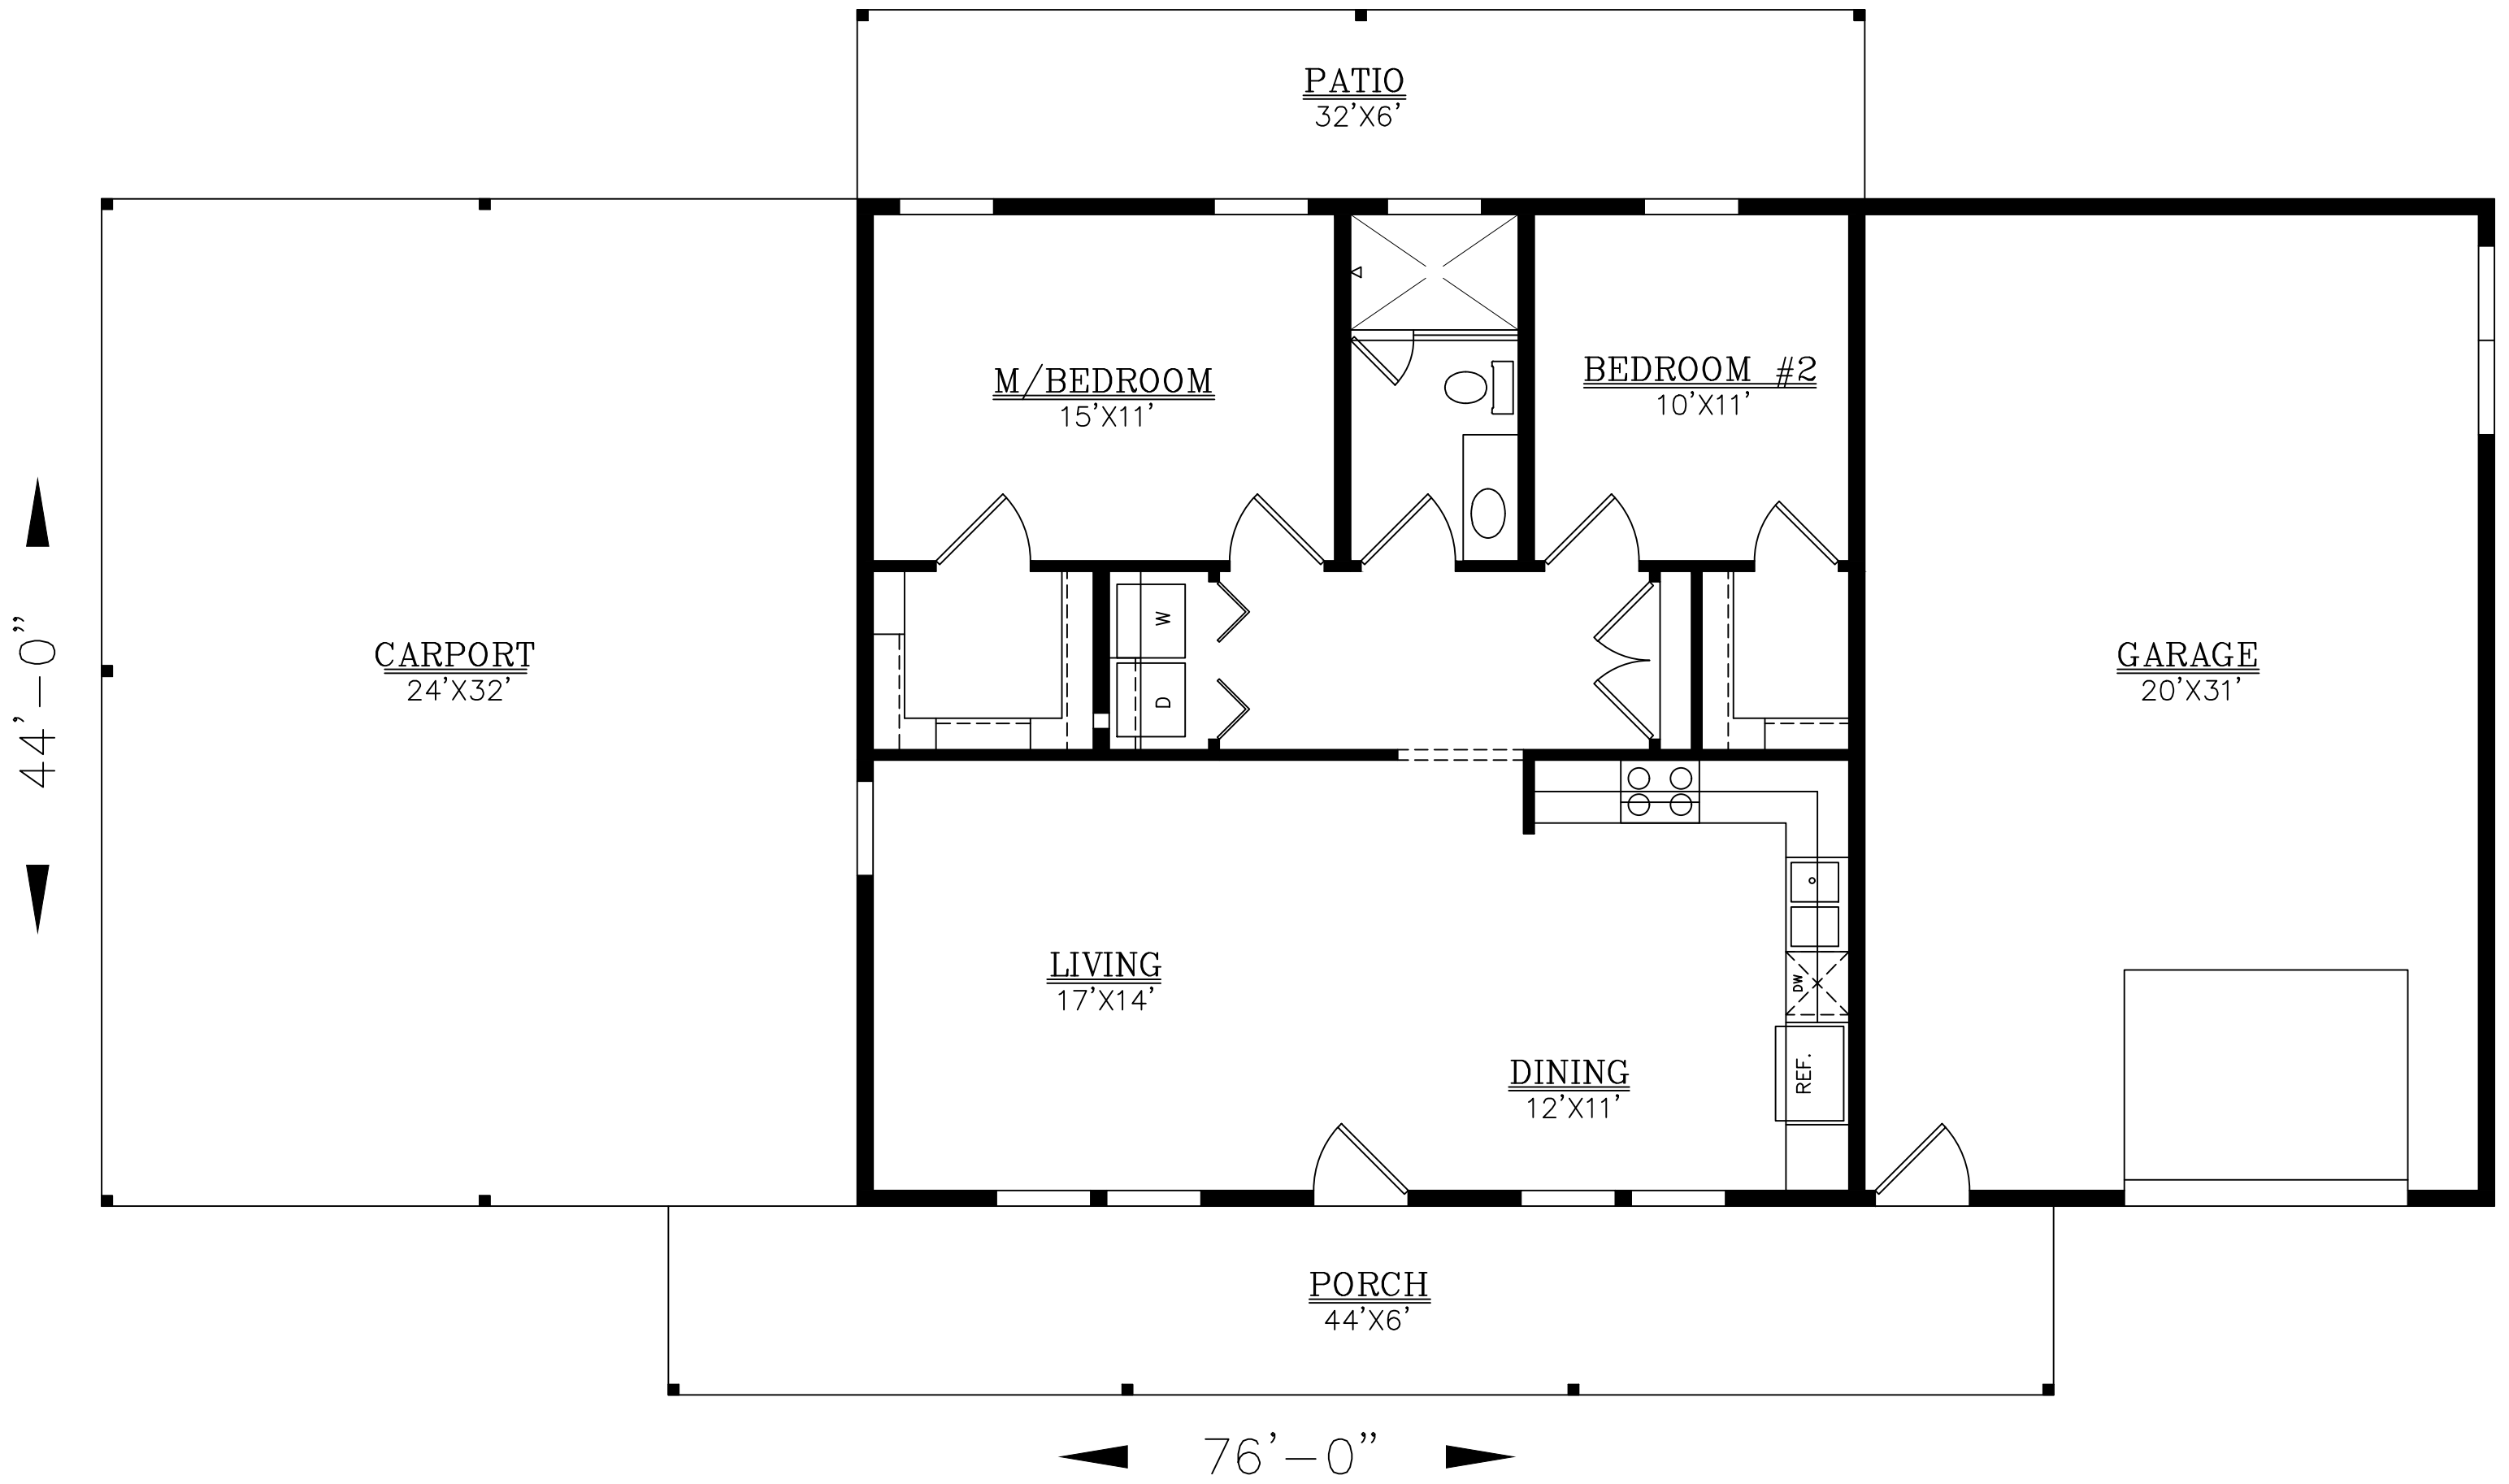 PATIO
32'X6'
M/BEDROOM
15'X11'
BEDROOM #2
10'X11'
W
D
CARPORT
24'X32'
GARAGE
20'X31'
44'-0"
LIVING
17'X14'
DW
REF.
DINING
12'X11'
PORCH
44'X6'
76'-0"